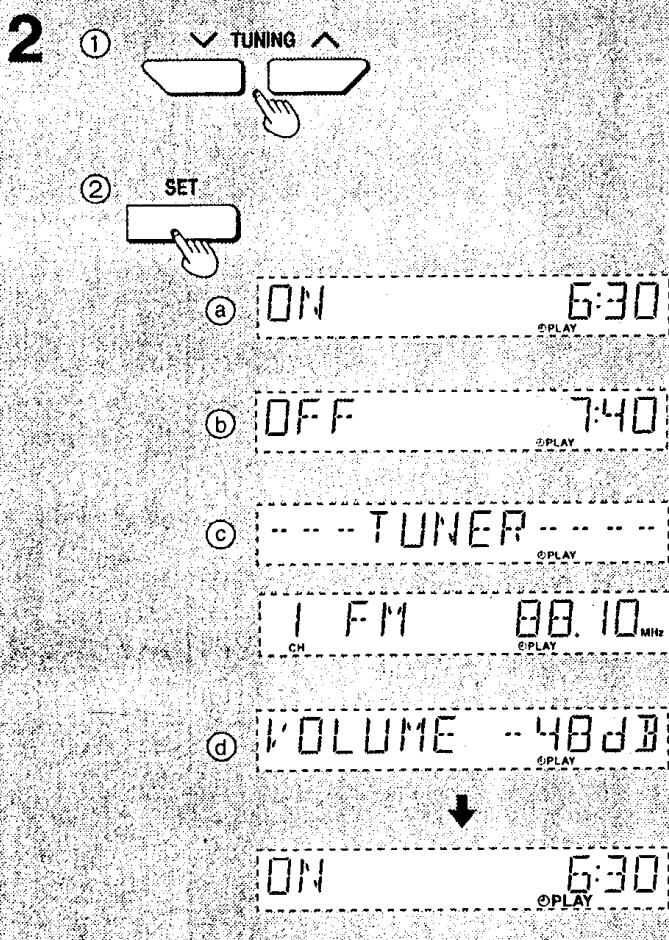 2 ① ∨ TUNING ∧
② SET
ⓐ ON 6:30
PLAY
ⓑ OFF 7:40
PLAY
ⓒ ---- TUNER ----
PLAY
1 FM 88.10 MHz
CH PLAY
ⓓ VOLUME -48dB
PLAY
ON 6:30
PLAY